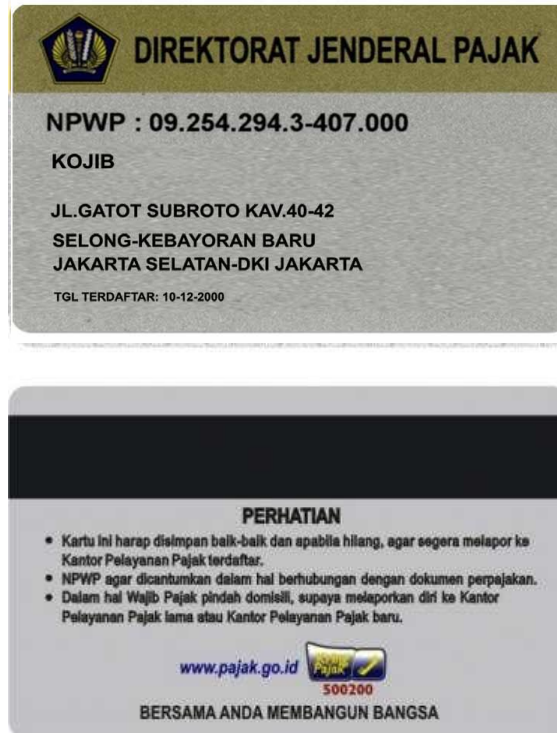 DIREKTORAT JENDERAL PAJAK
NPWP : 09.254.294.3-407.000
KOJIB
JL.GATOT SUBROTO KAV.40-42
SELONG-KEBAYORAN BARU
JAKARTA SELATAN-DKI JAKARTA
TGL TERDAFTAR: 10-12-2000
PERHATIAN
• Kartu ini harap disimpan baik-baik dan apabila hilang, agar segera melapor ke
Kantor Pelayanan Pajak terdaftar.
• NPWP agar dicantumkan dalam hal berhubungan dengan dokumen perpajakan.
• Dalam hal Wajib Pajak pindah domisili, supaya melaporkan diri ke Kantor
Pelayanan Pajak lama atau Kantor Pelayanan Pajak baru.
www.pajak.go.id
Pajak
500200
BERSAMA ANDA MEMBANGUN BANGSA